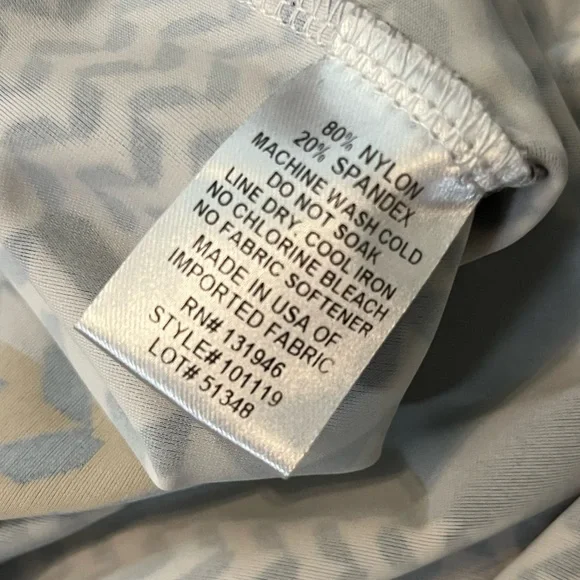 80% NYLON
20% SPANDEX
MACHINE WASH COLD
DO NOT SOAK
LINE DRY. COOL IRON
NO CHLORINE BLEACH
NO FABRIC SOFTENER
MADE IN USA OF
IMPORTED FABRIC
RN# 131946
STYLE#101119
LOT# 51348